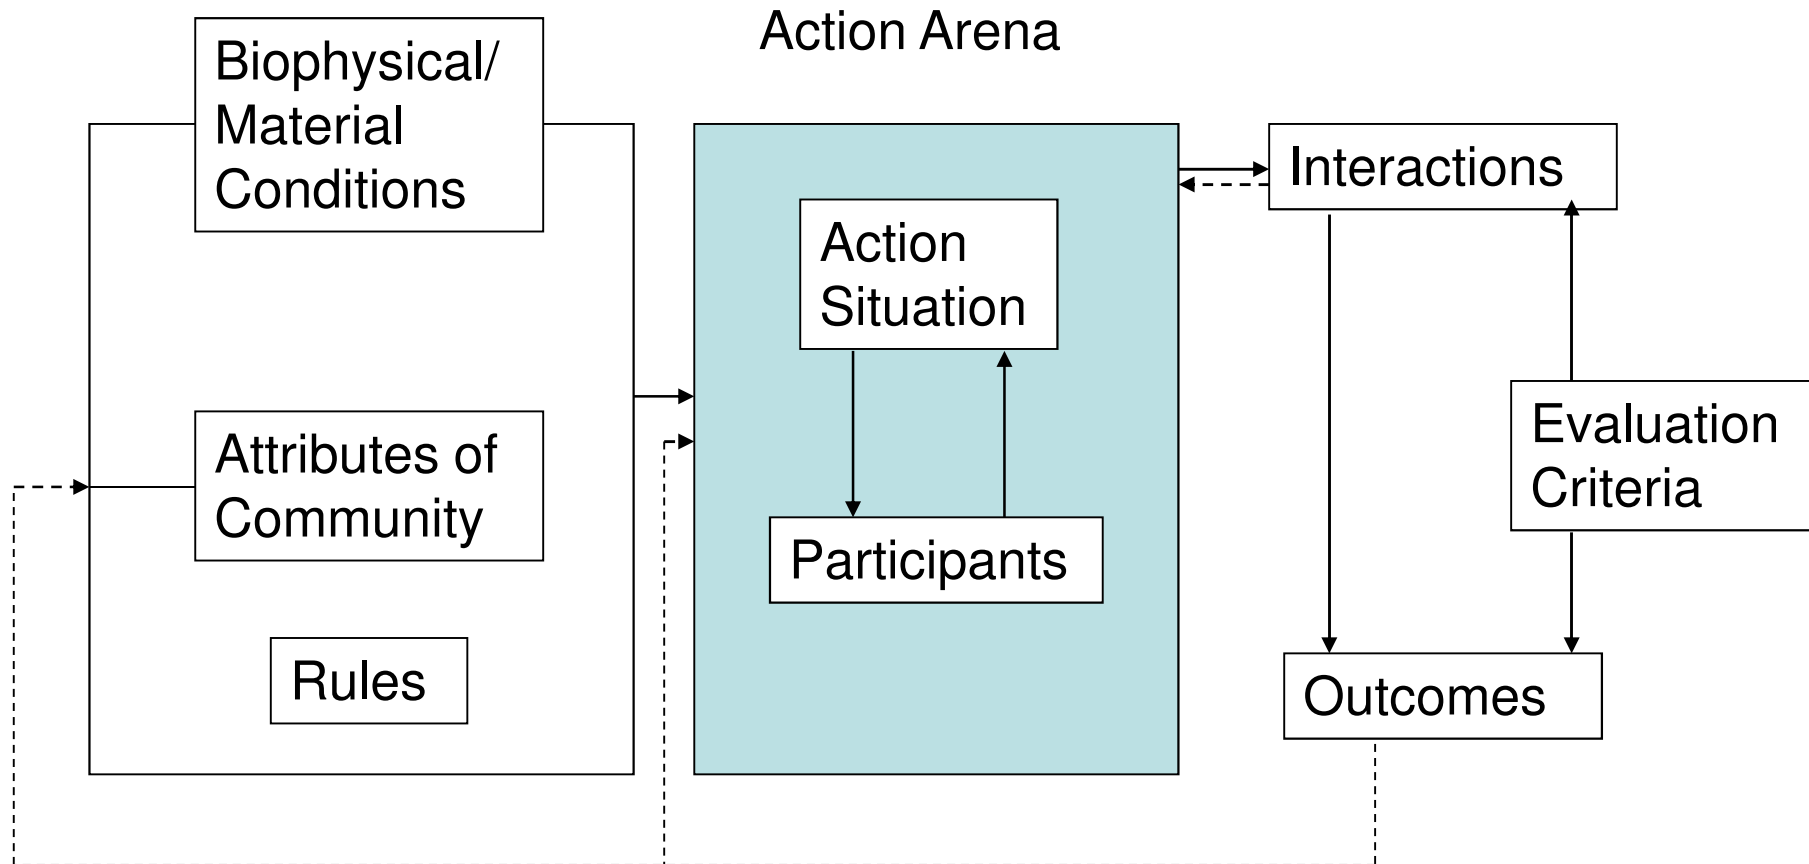 Action Arena
Biophysical/
Material
Conditions
Attributes of
Community
Rules
Action
Situation
Participants
Interactions
Evaluation
Criteria
Outcomes